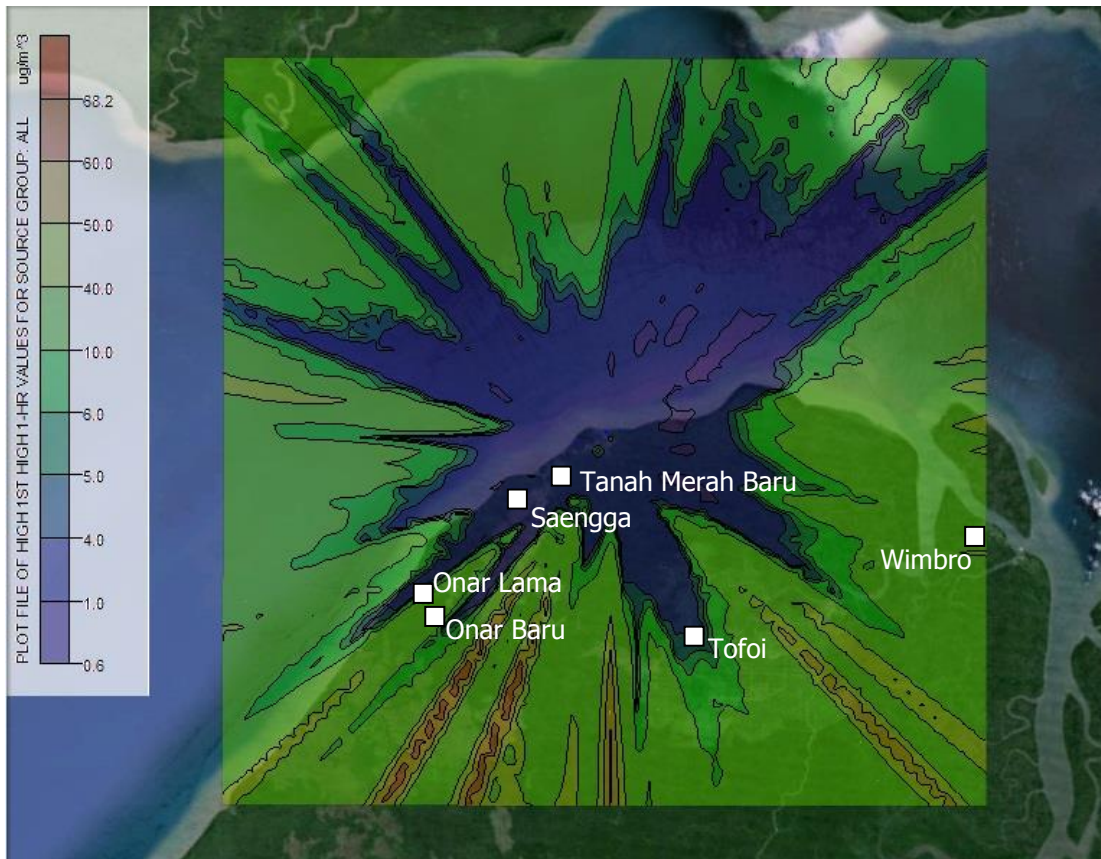 PLOT FILE OF HIGH 1ST HIGH 1-HR VALUES FOR SOURCE GROUP: ALL ug/m^3
68.2
60.0
50.0
40.0
10.0
6.0
5.0
4.0
1.0
0.6
Tanah Merah Baru
Saengga
Wimbro
Onar Lama
Onar Baru
Tofoi